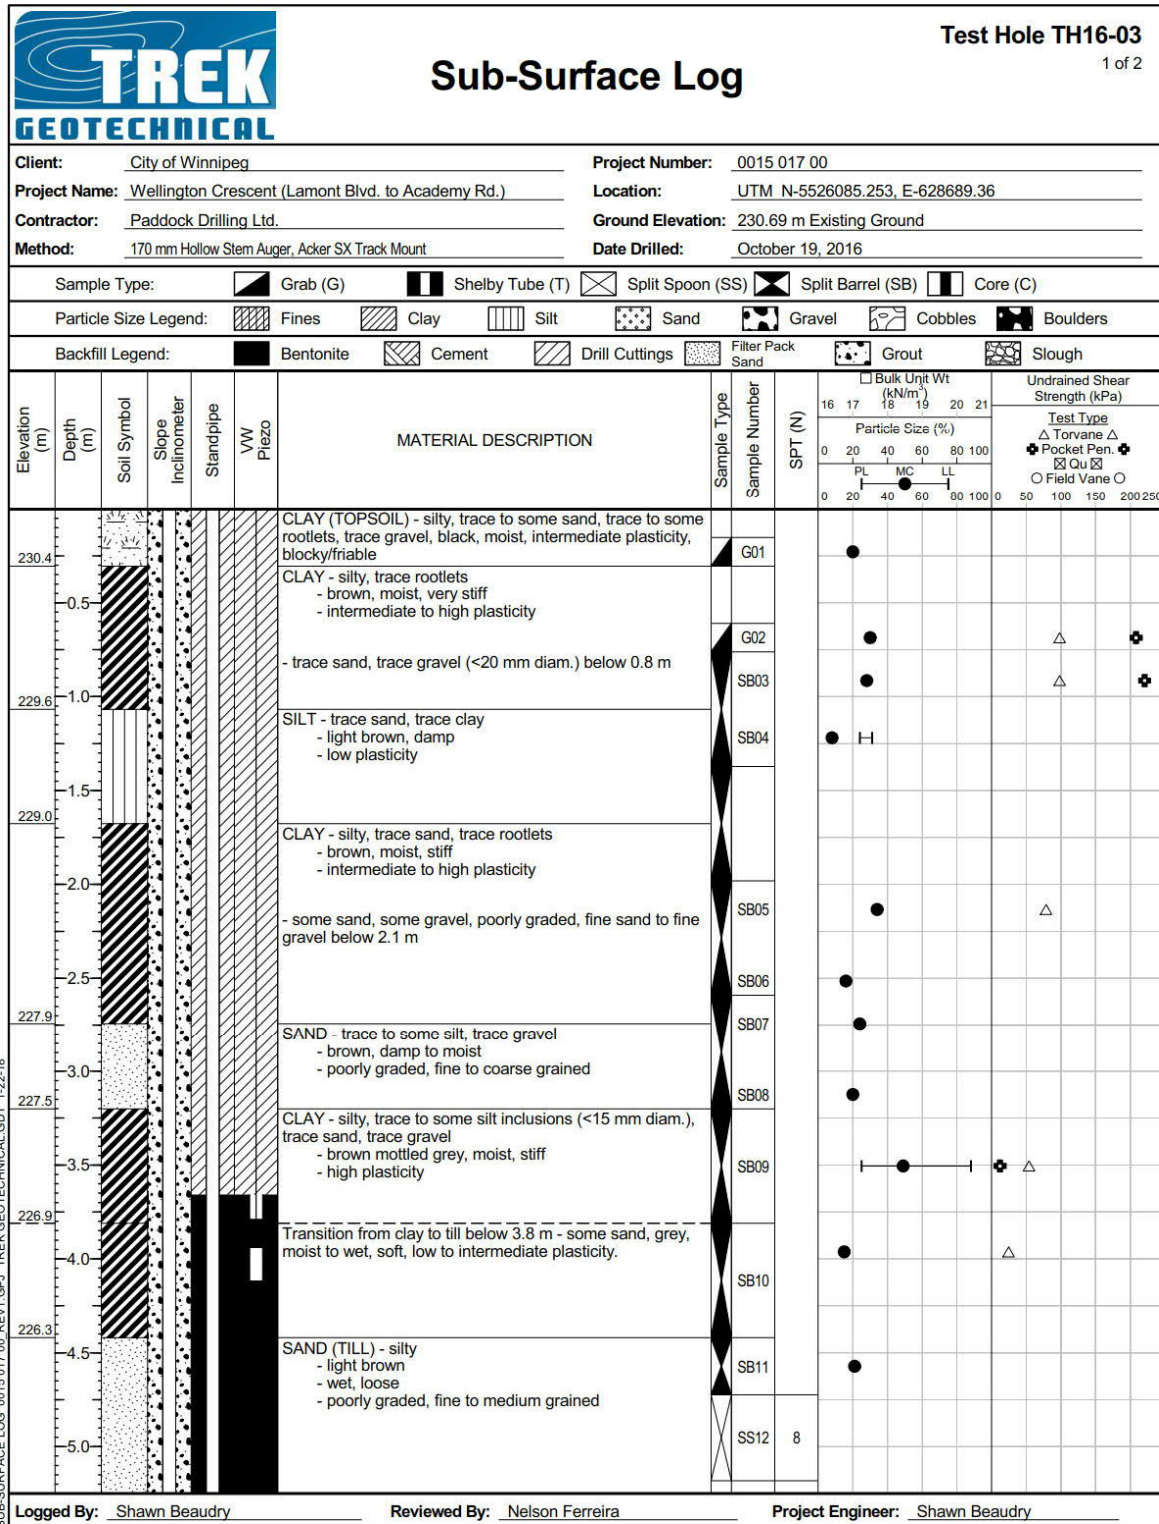 TREK
GEOTECHNICAL
Sub-Surface Log
Test Hole TH16-03
1 of 2
Client: City of Winnipeg
Project Number: 0015 017 00
Project Name: Wellington Crescent (Lamont Blvd. to Academy Rd.)
Location: UTM N-5526085.253, E-628689.36
Contractor: Paddock Drilling Ltd.
Ground Elevation: 230.69 m Existing Ground
Method: 170 mm Hollow Stem Auger, Acker SX Track Mount
Date Drilled: October 19, 2016
Sample Type: Grab (G) Shelby Tube (T) Split Spoon (SS) Split Barrel (SB) Core (C)
Particle Size Legend: Fines Clay Silt Sand Gravel Cobbles Boulders
Backfill Legend: Bentonite Cement Drill Cuttings Filter Pack Sand Grout Slough
Elevation (m)
Depth (m)
Soil Symbol
Slope Inclinometer
Standpipe
VW Piezo
MATERIAL DESCRIPTION
Sample Type
Sample Number
SPT (N)
Bulk Unit Wt
(kN/m³)
16 17 18 19 20 21
Particle Size (%)
0 20 40 60 80 100
PL MC LL
0 20 40 60 80 100
Undrained Shear
Strength (kPa)
Test Type
△ Torvane △
Pocket Pen.
☒ Qu ☒
○ Field Vane ○
0 50 100 150 200 250
CLAY (TOPSOIL) - silty, trace to some sand, trace to some
rootlets, trace gravel, black, moist, intermediate plasticity,
blocky/friable
G01
230.4
CLAY - silty, trace rootlets
- brown, moist, very stiff
- intermediate to high plasticity
-0.5-
G02
- trace sand, trace gravel (<20 mm diam.) below 0.8 m
SB03
229.6
-1.0-
SILT - trace sand, trace clay
- light brown, damp
- low plasticity
SB04
-1.5-
229.0
CLAY - silty, trace sand, trace rootlets
- brown, moist, stiff
- intermediate to high plasticity
-2.0-
SB05
- some sand, some gravel, poorly graded, fine sand to fine
gravel below 2.1 m
-2.5-
SB06
227.9
SB07
SAND - trace to some silt, trace gravel
- brown, damp to moist
- poorly graded, fine to coarse grained
-3.0-
SB08
227.5
CLAY - silty, trace to some silt inclusions (<15 mm diam.),
trace sand, trace gravel
- brown mottled grey, moist, stiff
- high plasticity
-3.5-
SB09
226.9
Transition from clay to till below 3.8 m - some sand, grey,
moist to wet, soft, low to intermediate plasticity.
-4.0-
SB10
226.3
SAND (TILL) - silty
- light brown
- wet, loose
- poorly graded, fine to medium grained
-4.5-
SB11
-5.0-
SS12 8
SUB-SURFACE LOG 0015 017 00_REV1.GPJ TREK GEOTECHNICAL.GDT 1-22-18
Logged By: Shawn Beaudry
Reviewed By: Nelson Ferreira
Project Engineer: Shawn Beaudry